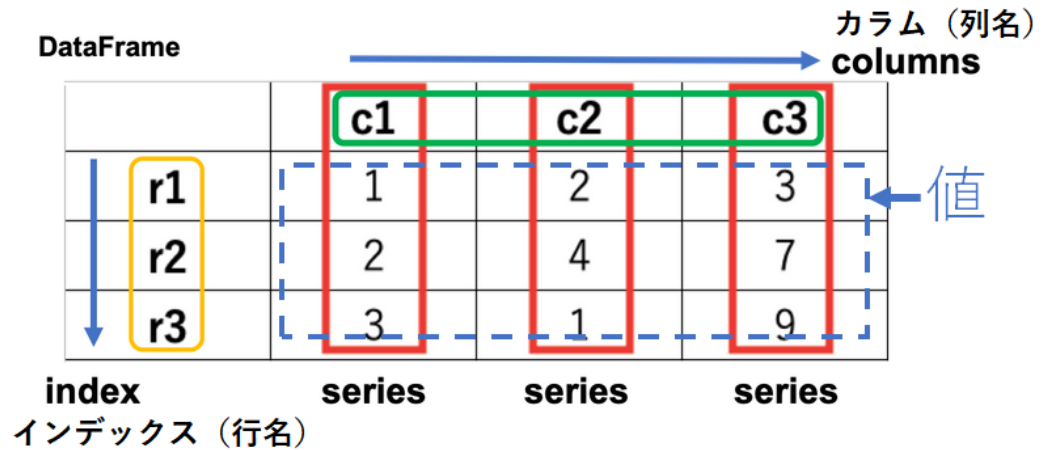 カラム（列名）
DataFrame
columns
c1 c2 c3
r1 1 2 3
値
r2 2 4 7
r3 3 1 9
index series series series
インデックス（行名）